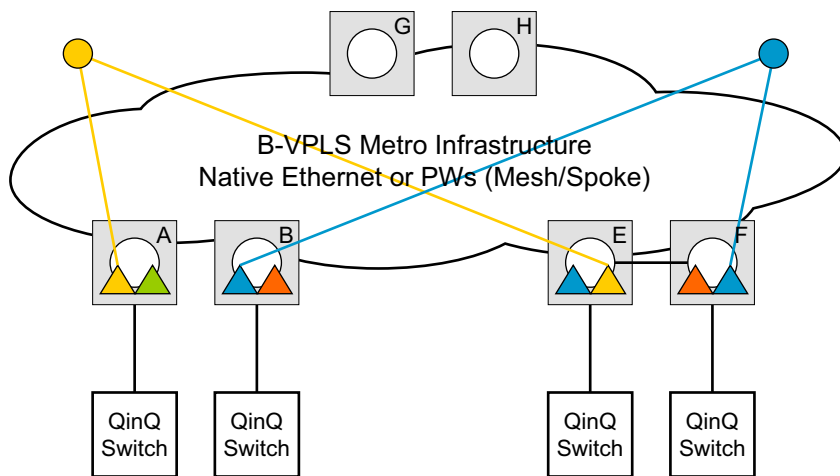 G
H
B-VPLS Metro Infrastructure
Native Ethernet or PWs (Mesh/Spoke)
A
B
E
F
QinQ
Switch
QinQ
Switch
QinQ
Switch
QinQ
Switch